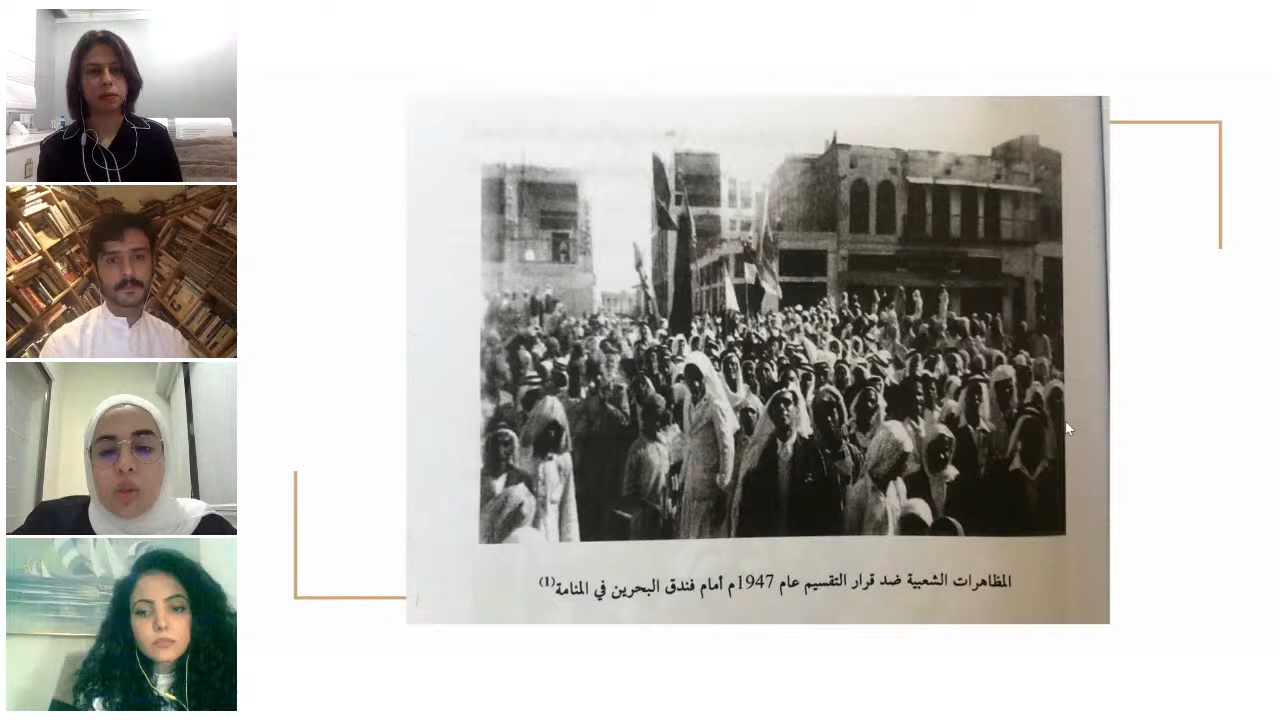 المظاهرات الشعبية ضد قرار التقسيم عام 1947م أمام فندق البحرين في المنامة(1)